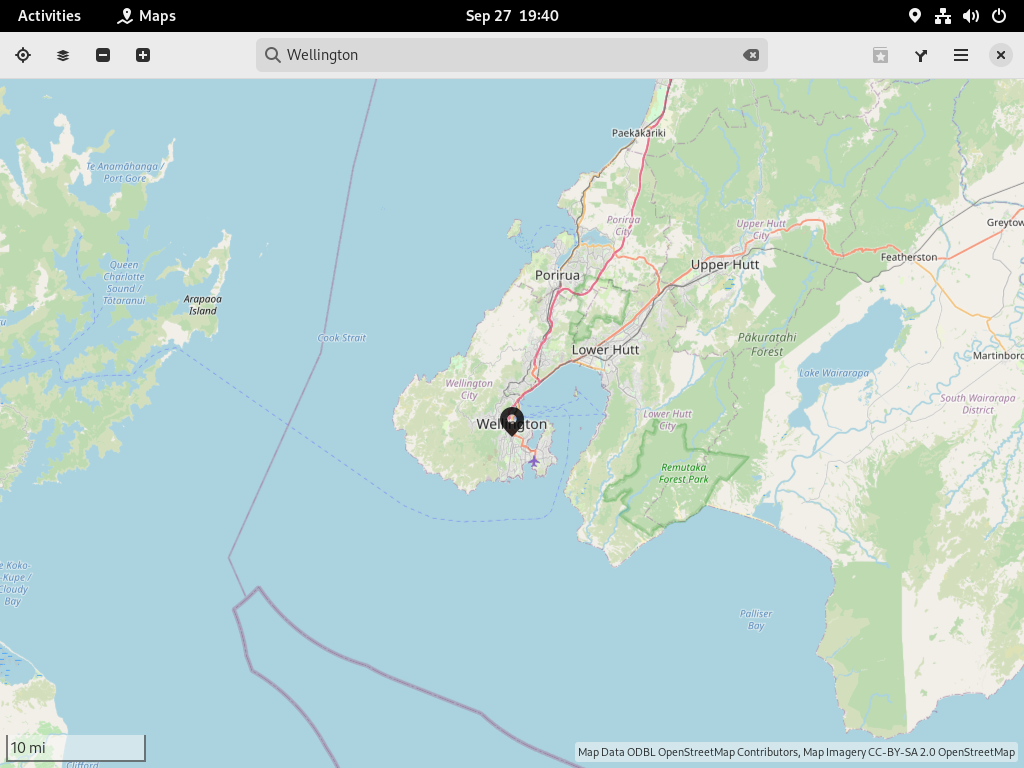 Activities
Maps
Sep 27 19:40
Wellington
Paekākāriki
Te Anamāhanga /
Port Gore
Porirua
City
Upper Hutt
City
Greytow
Queen
Charlotte
Sound /
Tōtaranui
Featherston
Upper Hutt
Porirua
Arapaoa
Island
Cook Strait
Pākuratahi
Forest
Lower Hutt
Martinboro
Lake Wairarapa
Wellington
City
South Wairarapa
District
Lower Hutt
City
Wellington
Remutaka
Forest Park
e Koko-
-Kupe /
Cloudy
Bay
Palliser
Bay
10 mi
Clifford
Map Data ODBL OpenStreetMap Contributors, Map Imagery CC-BY-SA 2.0 OpenStreetMap